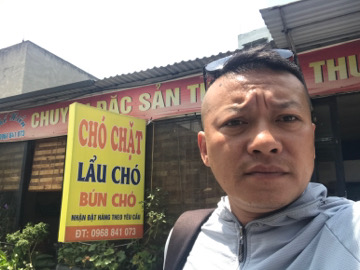 CHUYÊN ĐẶC SẢN
THU
CHÓ CHẶT
LẨU CHÓ
BÚN CHÓ
NHẬN ĐẶT HÀNG THEO YÊU CẦU
ĐT: 0968 841 073